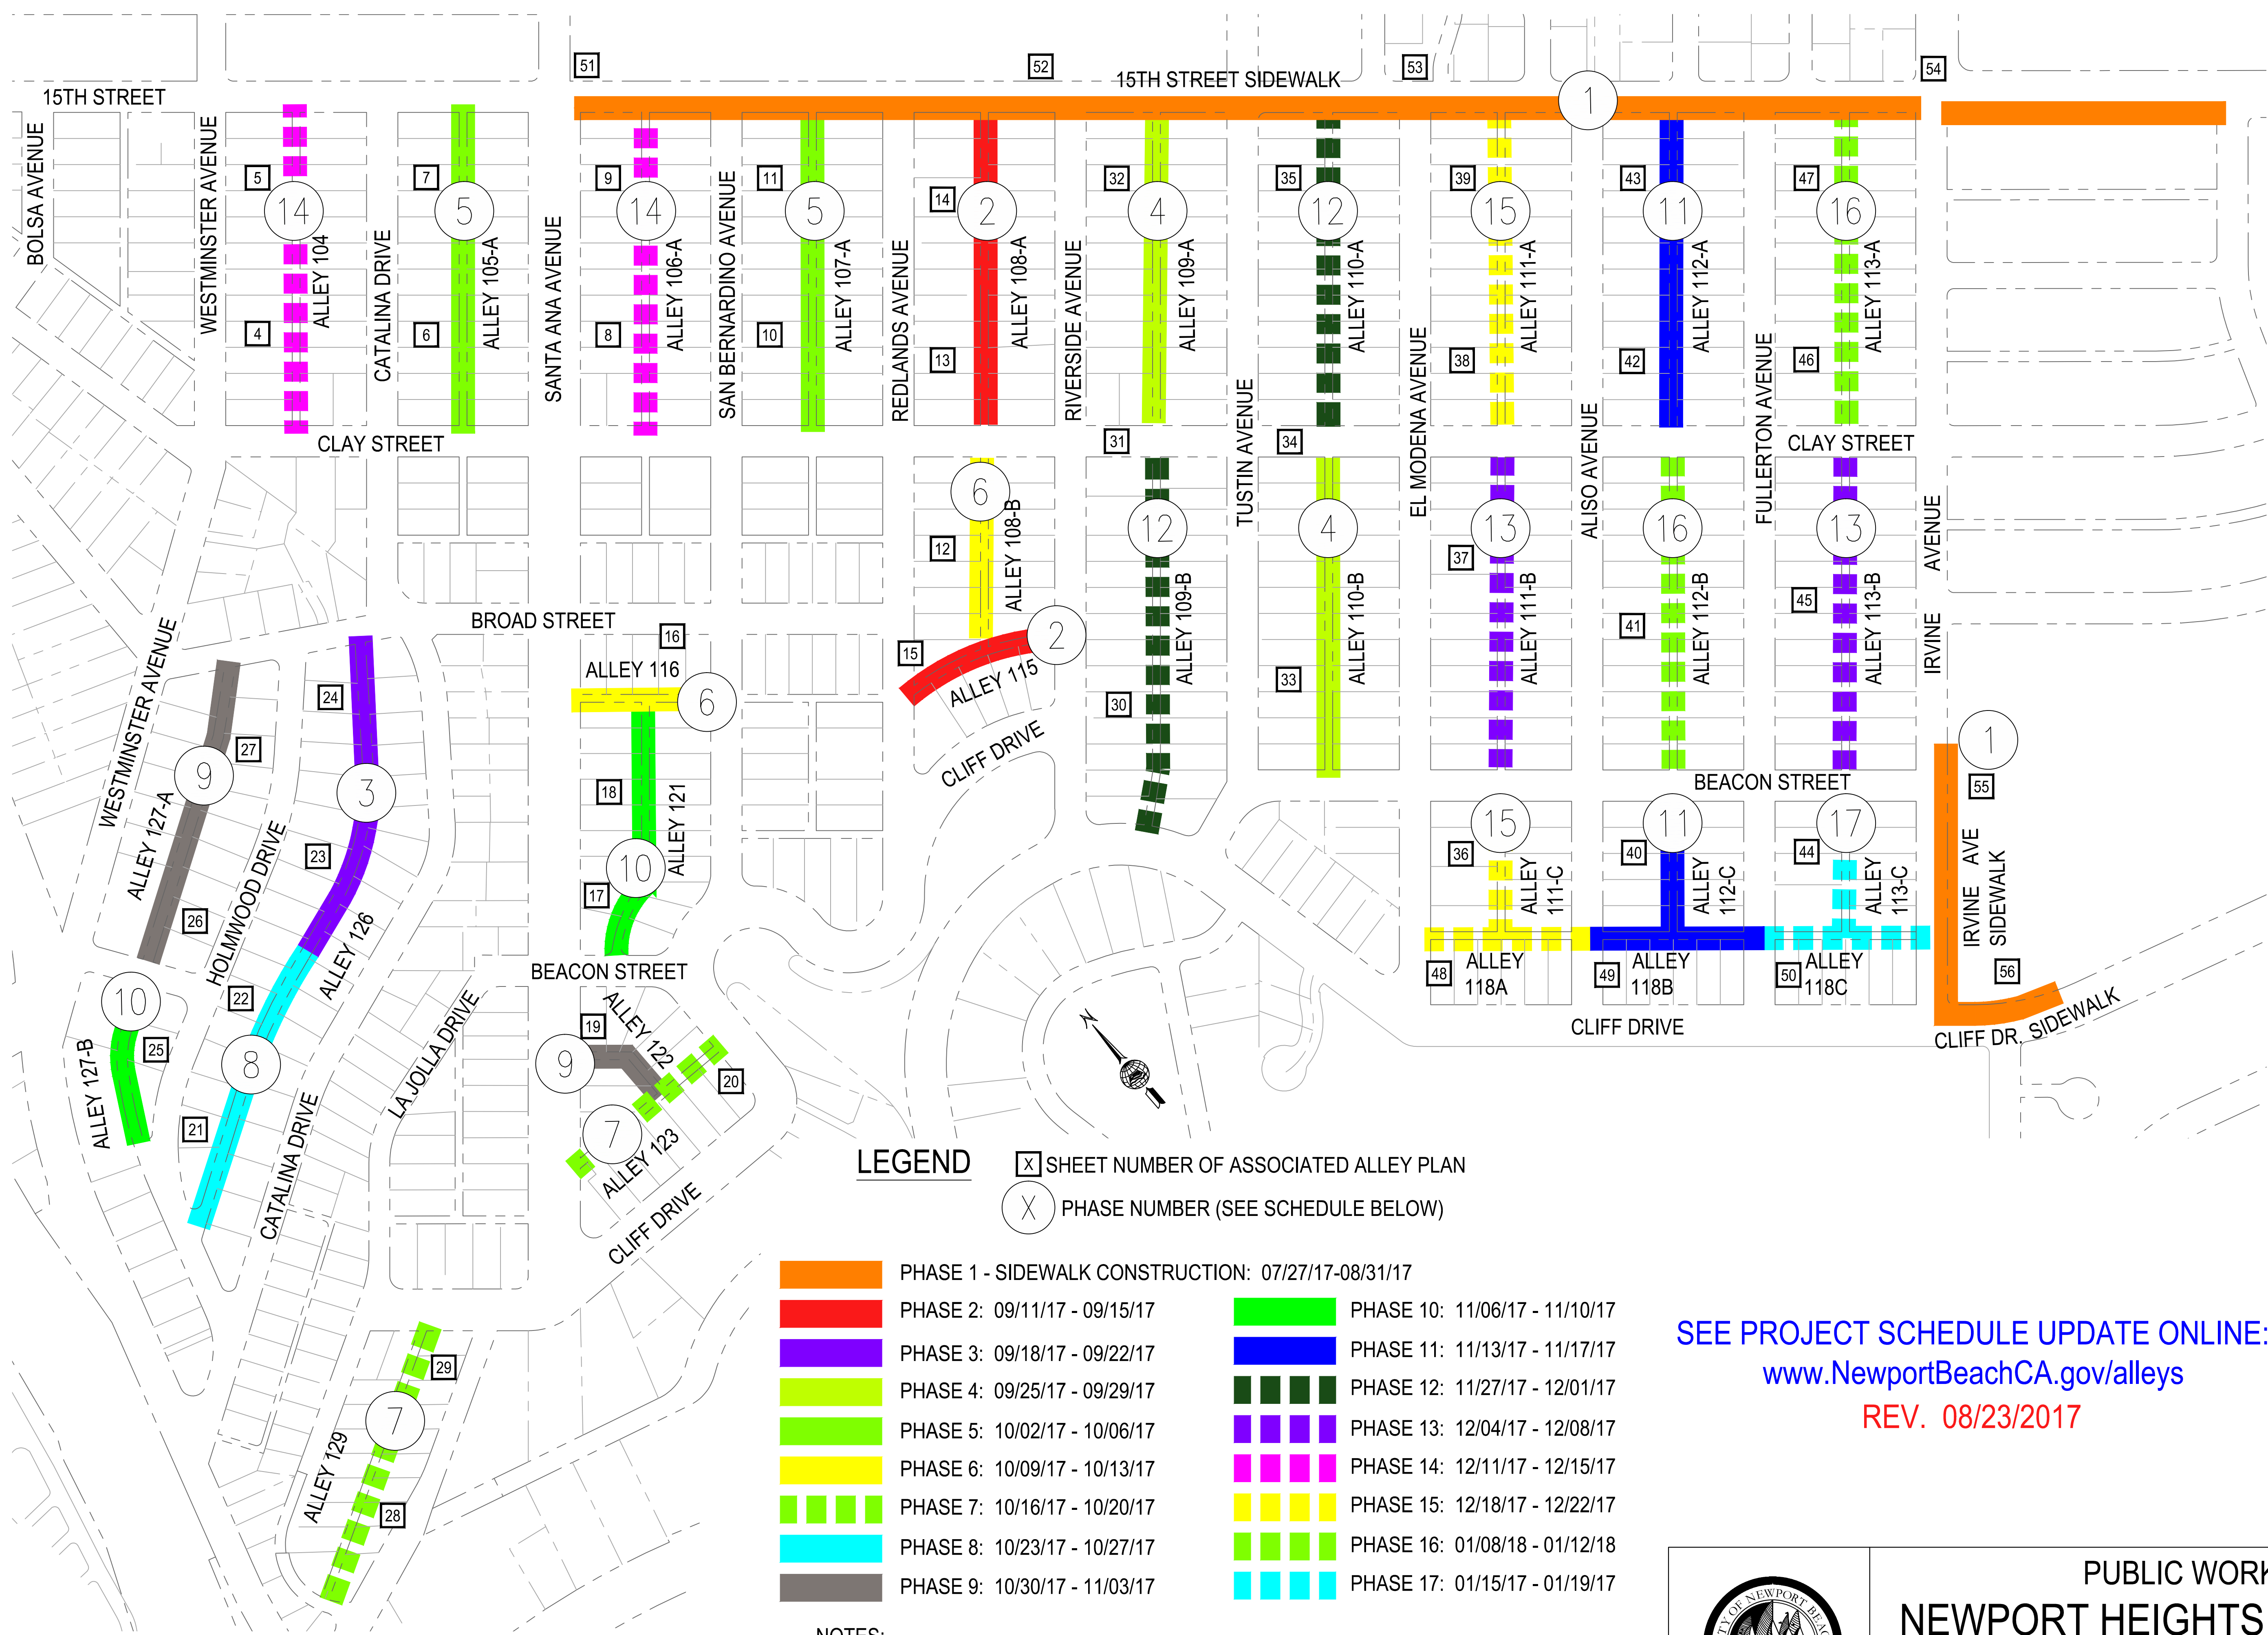 51
52
53
54
15TH STREET
15TH STREET SIDEWALK
1
BOLSA AVENUE
WESTMINSTER AVENUE
5
14
ALLEY 104
4
CATALINA DRIVE
7
5
ALLEY 105-A
6
SANTA ANA AVENUE
9
14
ALLEY 106-A
8
SAN BERNARDINO AVENUE
11
5
ALLEY 107-A
10
REDLANDS AVENUE
14
2
ALLEY 108-A
13
RIVERSIDE AVENUE
32
4
ALLEY 109-A
31
TUSTIN AVENUE
35
12
ALLEY 110-A
34
EL MODENA AVENUE
39
15
ALLEY 111-A
38
ALISO AVENUE
43
11
ALLEY 112-A
42
FULLERTON AVENUE
47
16
ALLEY 113-A
46
CLAY STREET
CLAY STREET
6
12
ALLEY 108-B
12
ALLEY 109-B
30
4
ALLEY 110-B
33
13
37
ALLEY 111-B
16
ALLEY 112-B
41
13
45
ALLEY 113-B
IRVINE AVENUE
BROAD STREET
16
ALLEY 116
6
15
2
ALLEY 115
CLIFF DRIVE
WESTMINSTER AVENUE
24
27
9
3
ALLEY 127-A
23
26
HOLMWOOD DRIVE
22
ALLEY 126
18
ALLEY 121
10
17
BEACON STREET
BEACON STREET
1
55
IRVINE AVE
SIDEWALK
56
CLIFF DR. SIDEWALK
15
36
ALLEY
111-C
11
40
ALLEY
112-C
17
44
ALLEY
113-C
48
ALLEY
118A
49
ALLEY
118B
50
ALLEY
118C
CLIFF DRIVE
10
25
ALLEY 127-B
8
21
CATALINA DRIVE
LA JOLLA DRIVE
19
ALLEY 122
9
20
7
ALLEY 123
CLIFF DRIVE
N
29
7
ALLEY 129
28
LEGEND
X SHEET NUMBER OF ASSOCIATED ALLEY PLAN
X PHASE NUMBER (SEE SCHEDULE BELOW)
PHASE 1 - SIDEWALK CONSTRUCTION: 07/27/17-08/31/17
PHASE 2: 09/11/17 - 09/15/17
PHASE 3: 09/18/17 - 09/22/17
PHASE 4: 09/25/17 - 09/29/17
PHASE 5: 10/02/17 - 10/06/17
PHASE 6: 10/09/17 - 10/13/17
PHASE 7: 10/16/17 - 10/20/17
PHASE 8: 10/23/17 - 10/27/17
PHASE 9: 10/30/17 - 11/03/17
PHASE 10: 11/06/17 - 11/10/17
PHASE 11: 11/13/17 - 11/17/17
PHASE 12: 11/27/17 - 12/01/17
PHASE 13: 12/04/17 - 12/08/17
PHASE 14: 12/11/17 - 12/15/17
PHASE 15: 12/18/17 - 12/22/17
PHASE 16: 01/08/18 - 01/12/18
PHASE 17: 01/15/17 - 01/19/17
SEE PROJECT SCHEDULE UPDATE ONLINE:
www.NewportBeachCA.gov/alleys
REV. 08/23/2017
PUBLIC WORK
NEWPORT HEIGHTS
OF NEWPORT
NOTES: